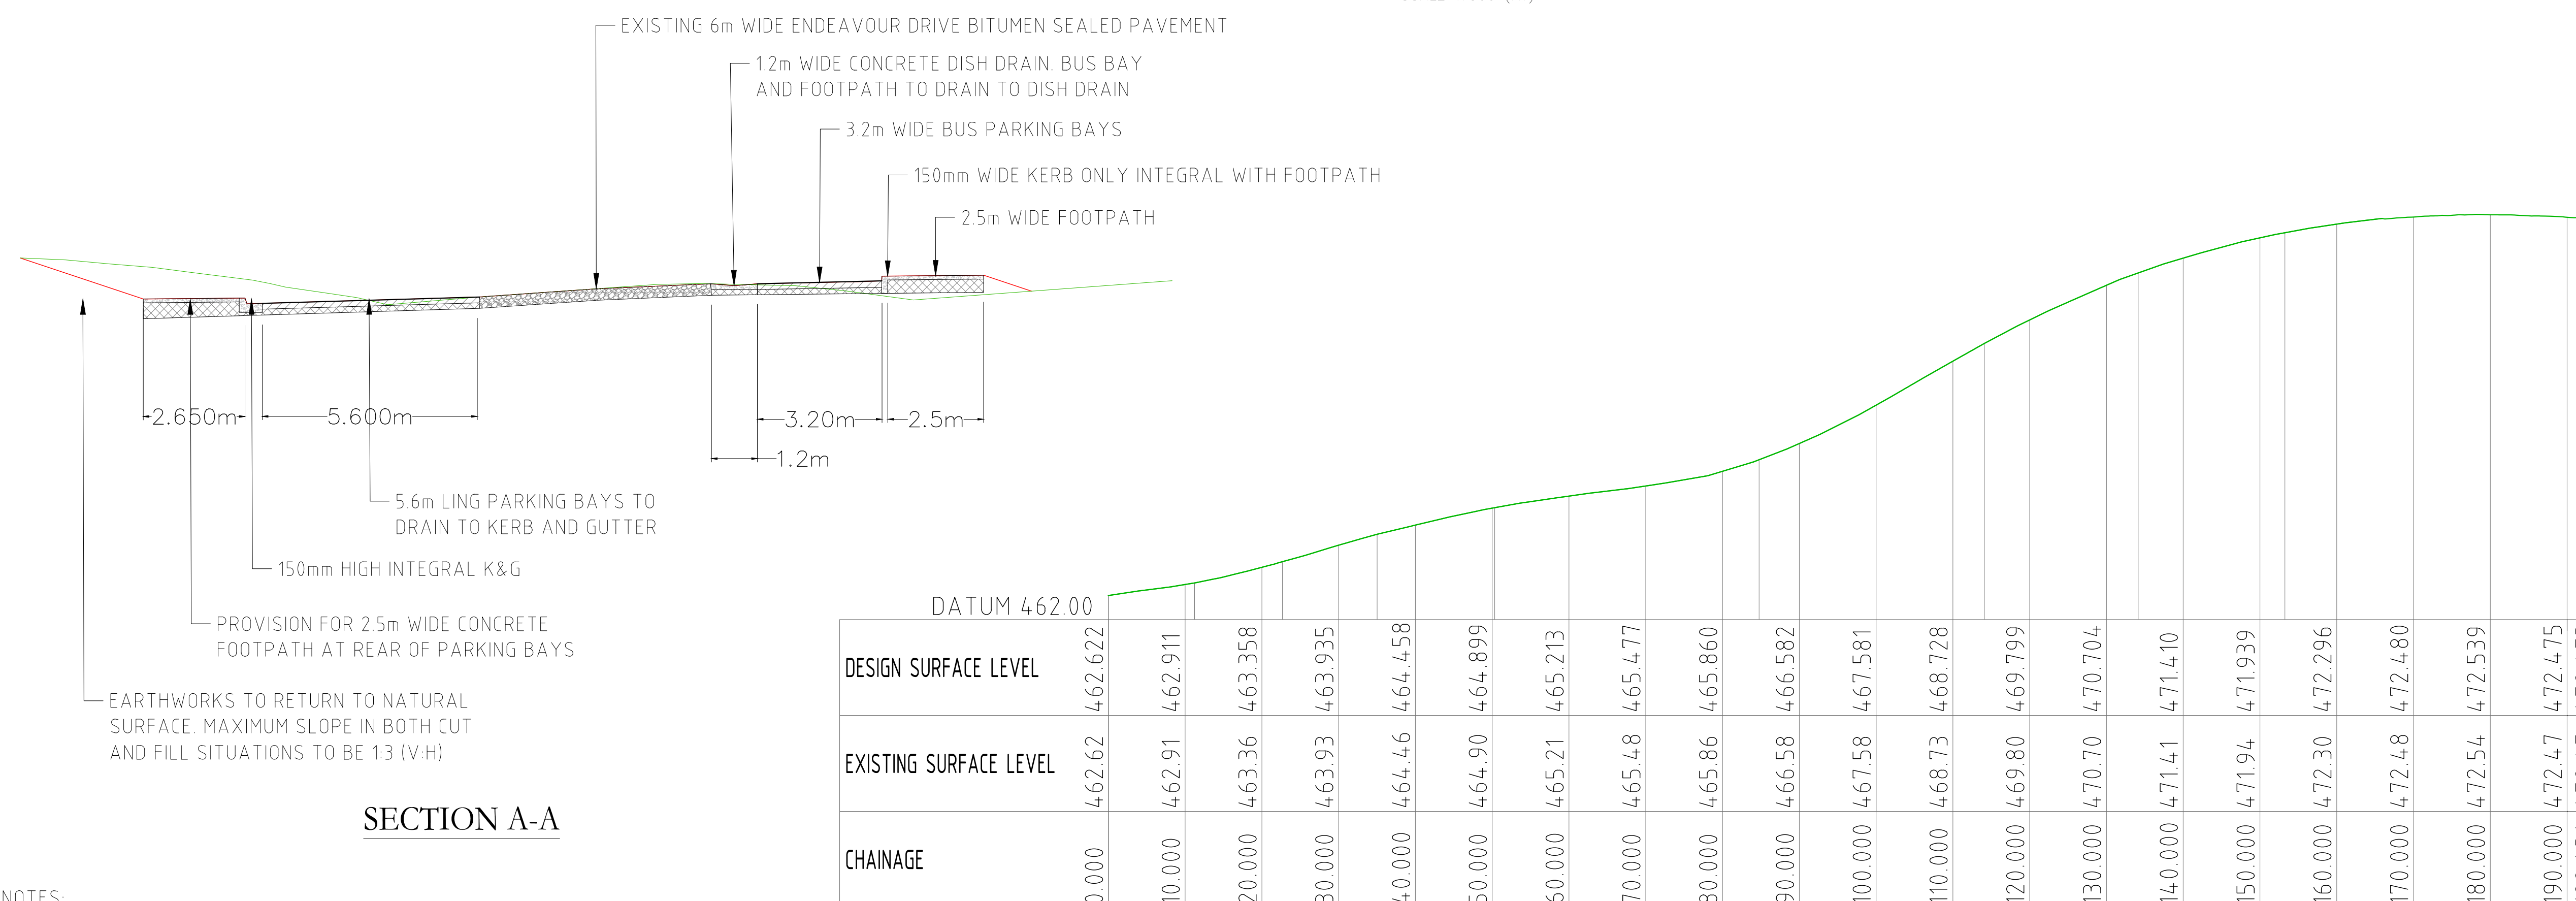 EXISTING 6m WIDE ENDEAVOUR DRIVE BITUMEN SEALED PAVEMENT
1.2m WIDE CONCRETE DISH DRAIN. BUS BAY
AND FOOTPATH TO DRAIN TO DISH DRAIN
3.2m WIDE BUS PARKING BAYS
150mm WIDE KERB ONLY INTEGRAL WITH FOOTPATH
2.5m WIDE FOOTPATH
2.650m 5.600m 3.20m 2.5m
1.2m
5.6m LING PARKING BAYS TO
DRAIN TO KERB AND GUTTER
150mm HIGH INTEGRAL K&G
PROVISION FOR 2.5m WIDE CONCRETE
FOOTPATH AT REAR OF PARKING BAYS
EARTHWORKS TO RETURN TO NATURAL
SURFACE. MAXIMUM SLOPE IN BOTH CUT
AND FILL SITUATIONS TO BE 1:3 (V:H)
SECTION A-A
NOTES:
DATUM 462.00
DESIGN SURFACE LEVEL 462.622 462.911 463.358 463.935 464.458 464.899 465.213 465.477 465.860 466.582 467.581 468.728 469.799 470.704 471.410 471.939 472.296 472.480 472.539 472.475
EXISTING SURFACE LEVEL 462.62 462.91 463.36 463.93 464.46 464.90 465.21 465.48 465.86 466.58 467.58 468.73 469.80 470.70 471.41 471.94 472.30 472.48 472.54 472.47
CHAINAGE 0.000 10.000 20.000 30.000 40.000 50.000 60.000 70.000 80.000 90.000 100.000 110.000 120.000 130.000 140.000 150.000 160.000 170.000 180.000 190.000